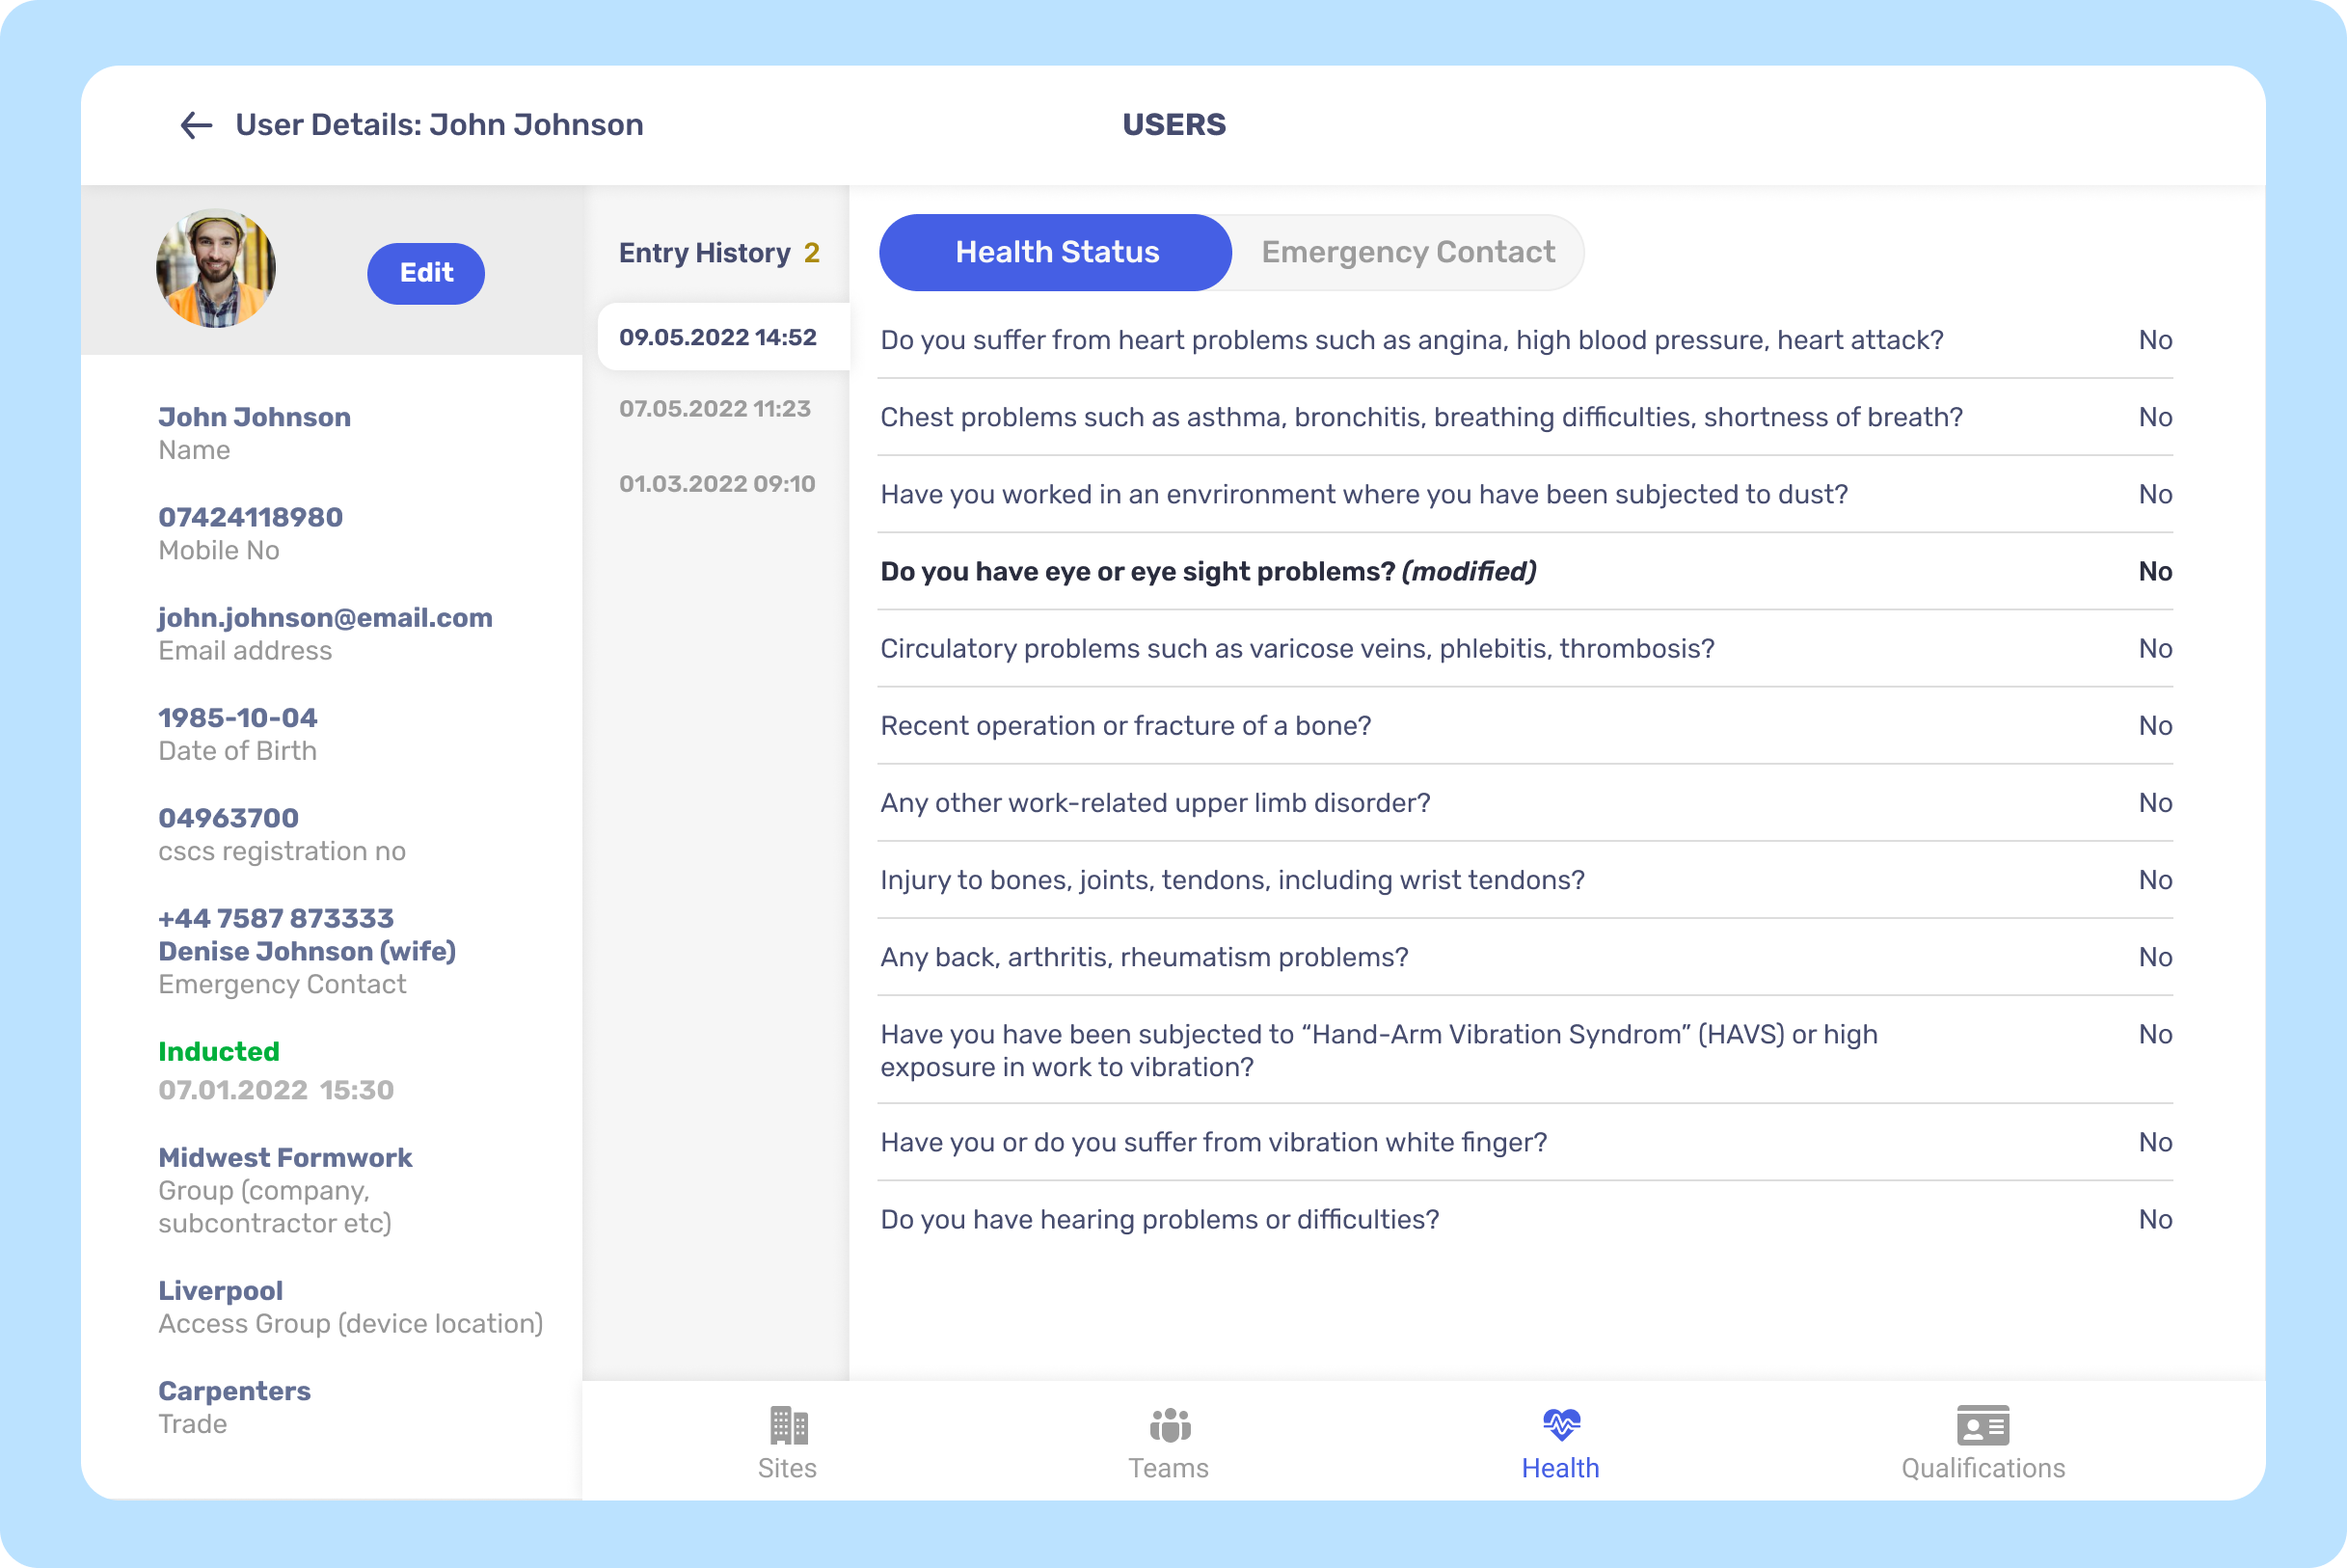 User Details: John Johnson
USERS
Edit
John Johnson
Name
07424118980
Mobile No
john.johnson@email.com
Email address
1985-10-04
Date of Birth
04963700
cscs registration no
+44 7587 873333
Denise Johnson (wife)
Emergency Contact
Inducted
07.01.2022 15:30
Midwest Formwork
Group (company,
subcontractor etc)
Liverpool
Access Group (device location)
Carpenters
Trade
Entry History 2
09.05.2022 14:52
07.05.2022 11:23
01.03.2022 09:10
Health Status
Emergency Contact
Do you suffer from heart problems such as angina, high blood pressure, heart attack? No
Chest problems such as asthma, bronchitis, breathing difficulties, shortness of breath? No
Have you worked in an envrironment where you have been subjected to dust? No
Do you have eye or eye sight problems? (modified) No
Circulatory problems such as varicose veins, phlebitis, thrombosis? No
Recent operation or fracture of a bone? No
Any other work-related upper limb disorder? No
Injury to bones, joints, tendons, including wrist tendons? No
Any back, arthritis, rheumatism problems? No
Have you have been subjected to “Hand-Arm Vibration Syndrom” (HAVS) or high No
exposure in work to vibration?
Have you or do you suffer from vibration white finger? No
Do you have hearing problems or difficulties? No
Sites
Teams
Health
Qualifications